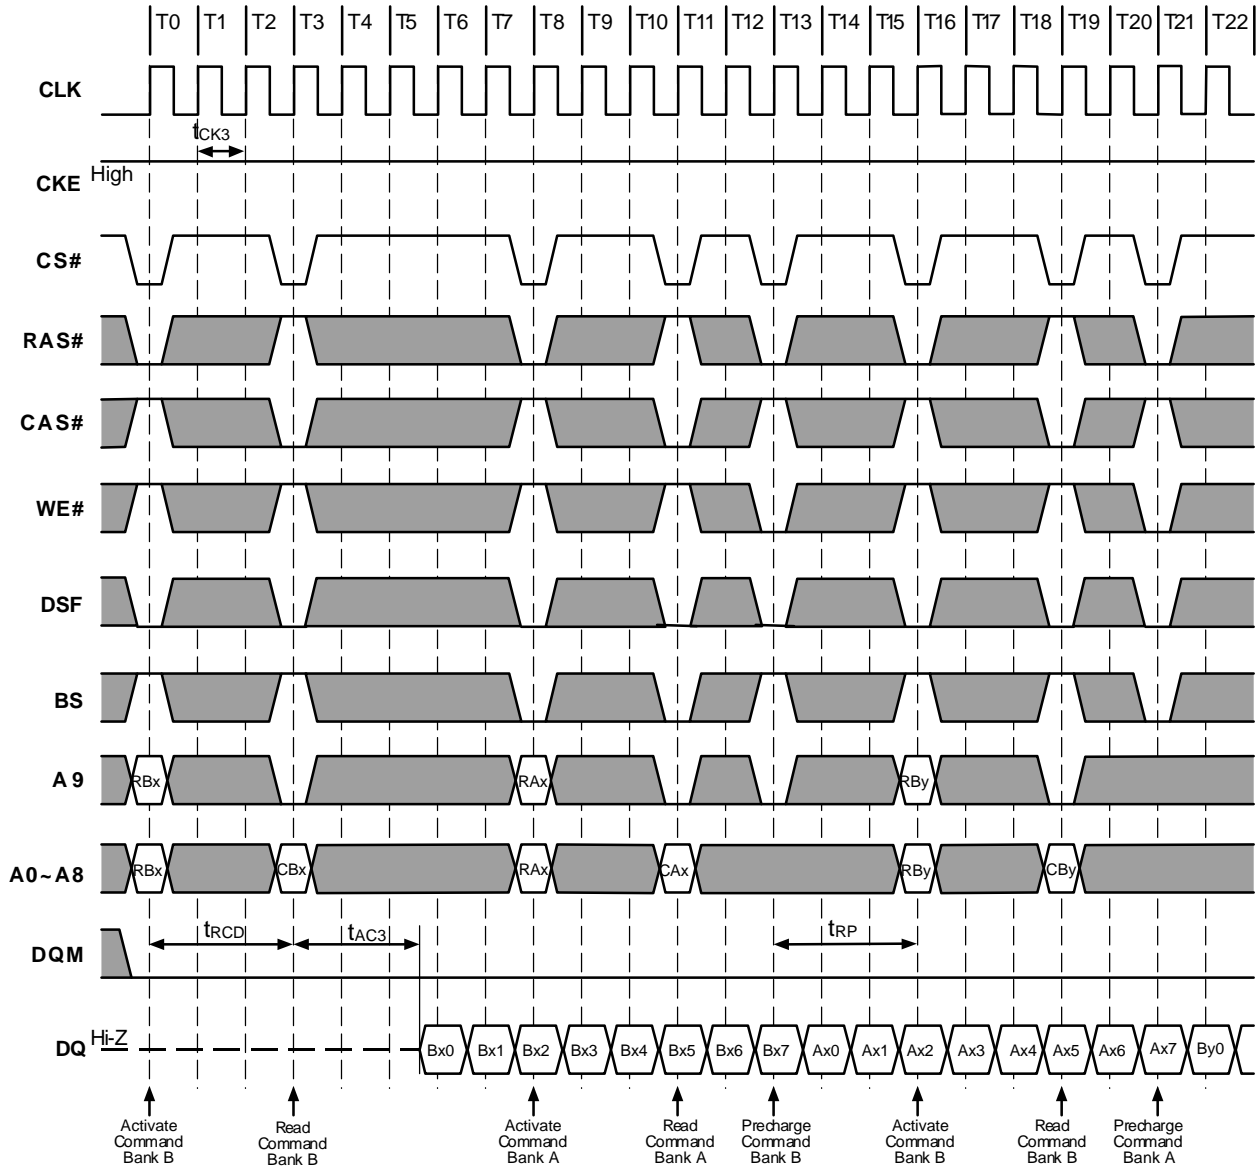 T0 T1 T2 T3 T4 T5 T6 T7 T8 T9 T10 T11 T12 T13 T14 T15 T16 T17 T18 T19 T20 T21 T22
CLK
tCK3
High
CKE
CS#
RAS#
CAS#
WE#
DSF
BS
A9
RBx RAx RBy
A0~A8
RBx CBx RAx CAx RBy CBy
tRCD tAC3 tRP
DQM
Hi-Z
DQ
Bx0 Bx1 Bx2 Bx3 Bx4 Bx5 Bx6 Bx7 Ax0 Ax1 Ax2 Ax3 Ax4 Ax5 Ax6 Ax7 By0
Activate
Command
Bank B
Read
Command
Bank B
Activate
Command
Bank A
Read
Command
Bank A
Precharge
Command
Bank B
Activate
Command
Bank B
Read
Command
Bank B
Precharge
Command
Bank A